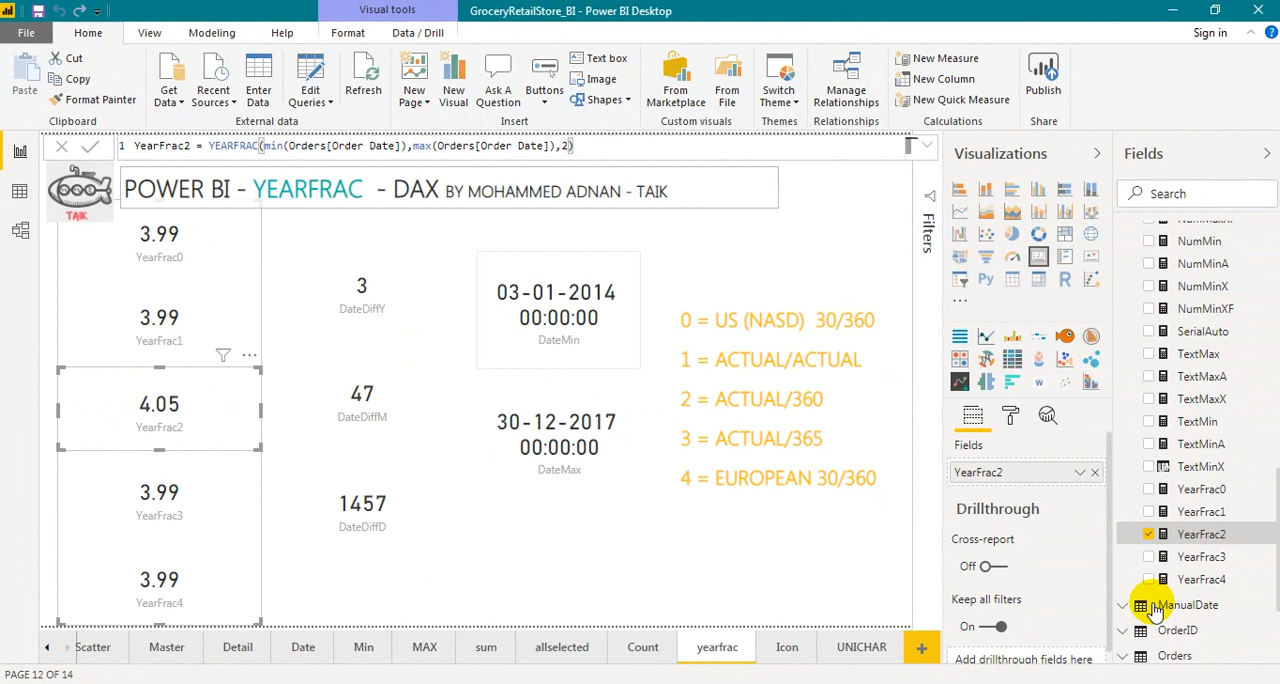 GroceryRetailStore_BI - Power BI Desktop
Visual tools
File
Home
View
Modeling
Help
Format
Data / Drill
Sign in
Paste
Cut
Copy
Format Painter
Clipboard
Get
Data
Recent
Sources
Enter
Data
Edit
Queries
Refresh
External data
New
Page
New
Visual
Ask A
Question
Buttons
Text box
Image
Shapes
Insert
From
Marketplace
From
File
Custom visuals
Switch
Theme
Themes
Manage
Relationships
Relationships
New Measure
New Column
New Quick Measure
Calculations
Publish
Share
1 YearFrac2 = YEARFRAC(min(Orders[Order Date]),max(Orders[Order Date]),2)
TAIK
POWER BI - YEARFRAC - DAX BY MOHAMMED ADNAN - TAIK
3.99
YearFrac0
3.99
YearFrac1
4.05
YearFrac2
3.99
YearFrac3
3.99
YearFrac4
3
DateDiffY
47
DateDiffM
1457
DateDiffD
03-01-2014
00:00:00
DateMin
30-12-2017
00:00:00
DateMax
0 = US (NASD) 30/360
1 = ACTUAL/ACTUAL
2 = ACTUAL/360
3 = ACTUAL/365
4 = EUROPEAN 30/360
Filters
Visualizations
Py
R
Fields
YearFrac2
Drillthrough
Cross-report
Off
Keep all filters
On
Add drillthrough fields here
Fields
Search
NumMin
NumMinA
NumMinX
NumMinXF
SerialAuto
TextMax
TextMaxA
TextMaxX
TextMin
TextMinA
TextMinX
YearFrac0
YearFrac1
YearFrac2
YearFrac3
YearFrac4
ManualDate
OrderID
Orders
Scatter
Master
Detail
Date
Min
MAX
sum
allselected
Count
yearfrac
Icon
UNICHAR
PAGE 12 OF 14